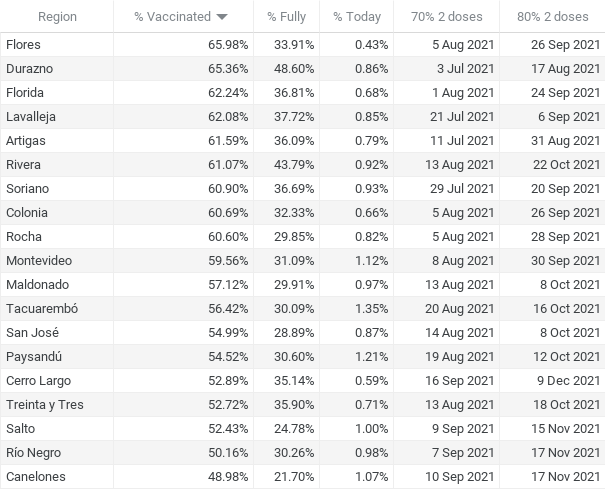 Region % Vaccinated % Fully % Today 70% 2 doses 80% 2 doses
Flores 65.98% 33.91% 0.43% 5 Aug 2021 26 Sep 2021
Durazno 65.36% 48.60% 0.86% 3 Jul 2021 17 Aug 2021
Florida 62.24% 36.81% 0.68% 1 Aug 2021 24 Sep 2021
Lavalleja 62.08% 37.72% 0.85% 21 Jul 2021 6 Sep 2021
Artigas 61.59% 36.09% 0.79% 11 Jul 2021 31 Aug 2021
Rivera 61.07% 43.79% 0.92% 13 Aug 2021 22 Oct 2021
Soriano 60.90% 36.69% 0.93% 29 Jul 2021 20 Sep 2021
Colonia 60.69% 32.33% 0.66% 5 Aug 2021 26 Sep 2021
Rocha 60.60% 29.85% 0.82% 5 Aug 2021 28 Sep 2021
Montevideo 59.56% 31.09% 1.12% 8 Aug 2021 30 Sep 2021
Maldonado 57.12% 29.91% 0.97% 13 Aug 2021 8 Oct 2021
Tacuarembó 56.42% 30.09% 1.35% 20 Aug 2021 16 Oct 2021
San José 54.99% 28.89% 0.87% 14 Aug 2021 8 Oct 2021
Paysandú 54.52% 30.60% 1.21% 19 Aug 2021 12 Oct 2021
Cerro Largo 52.89% 35.14% 0.59% 16 Sep 2021 9 Dec 2021
Treinta y Tres 52.72% 35.90% 0.71% 13 Aug 2021 18 Oct 2021
Salto 52.43% 24.78% 1.00% 9 Sep 2021 15 Nov 2021
Río Negro 50.16% 30.26% 0.98% 7 Sep 2021 17 Nov 2021
Canelones 48.98% 21.70% 1.07% 10 Sep 2021 17 Nov 2021